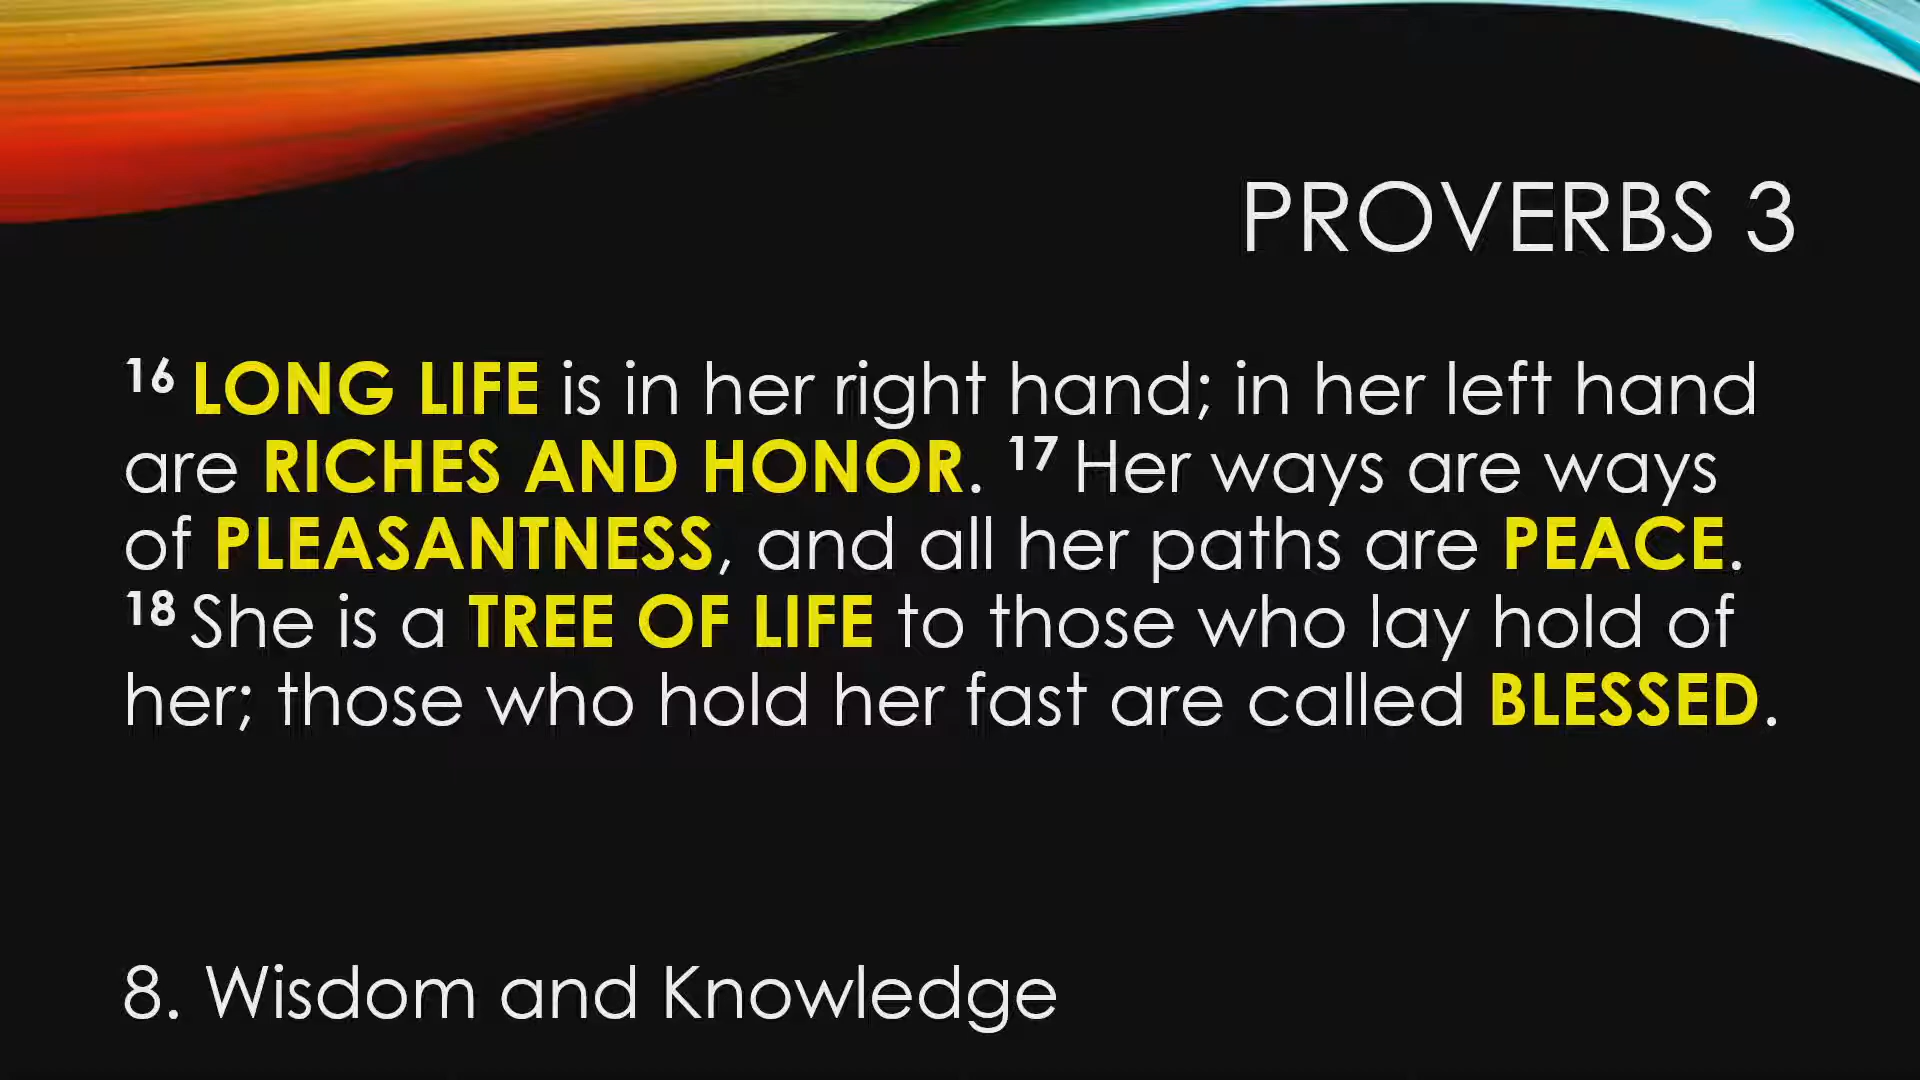 PROVERBS 3
16 LONG LIFE is in her right hand; in her left hand
are RICHES AND HONOR. 17 Her ways are ways
of PLEASANTNESS, and all her paths are PEACE.
18 She is a TREE OF LIFE to those who lay hold of
her; those who hold her fast are called BLESSED.
8. Wisdom and Knowledge